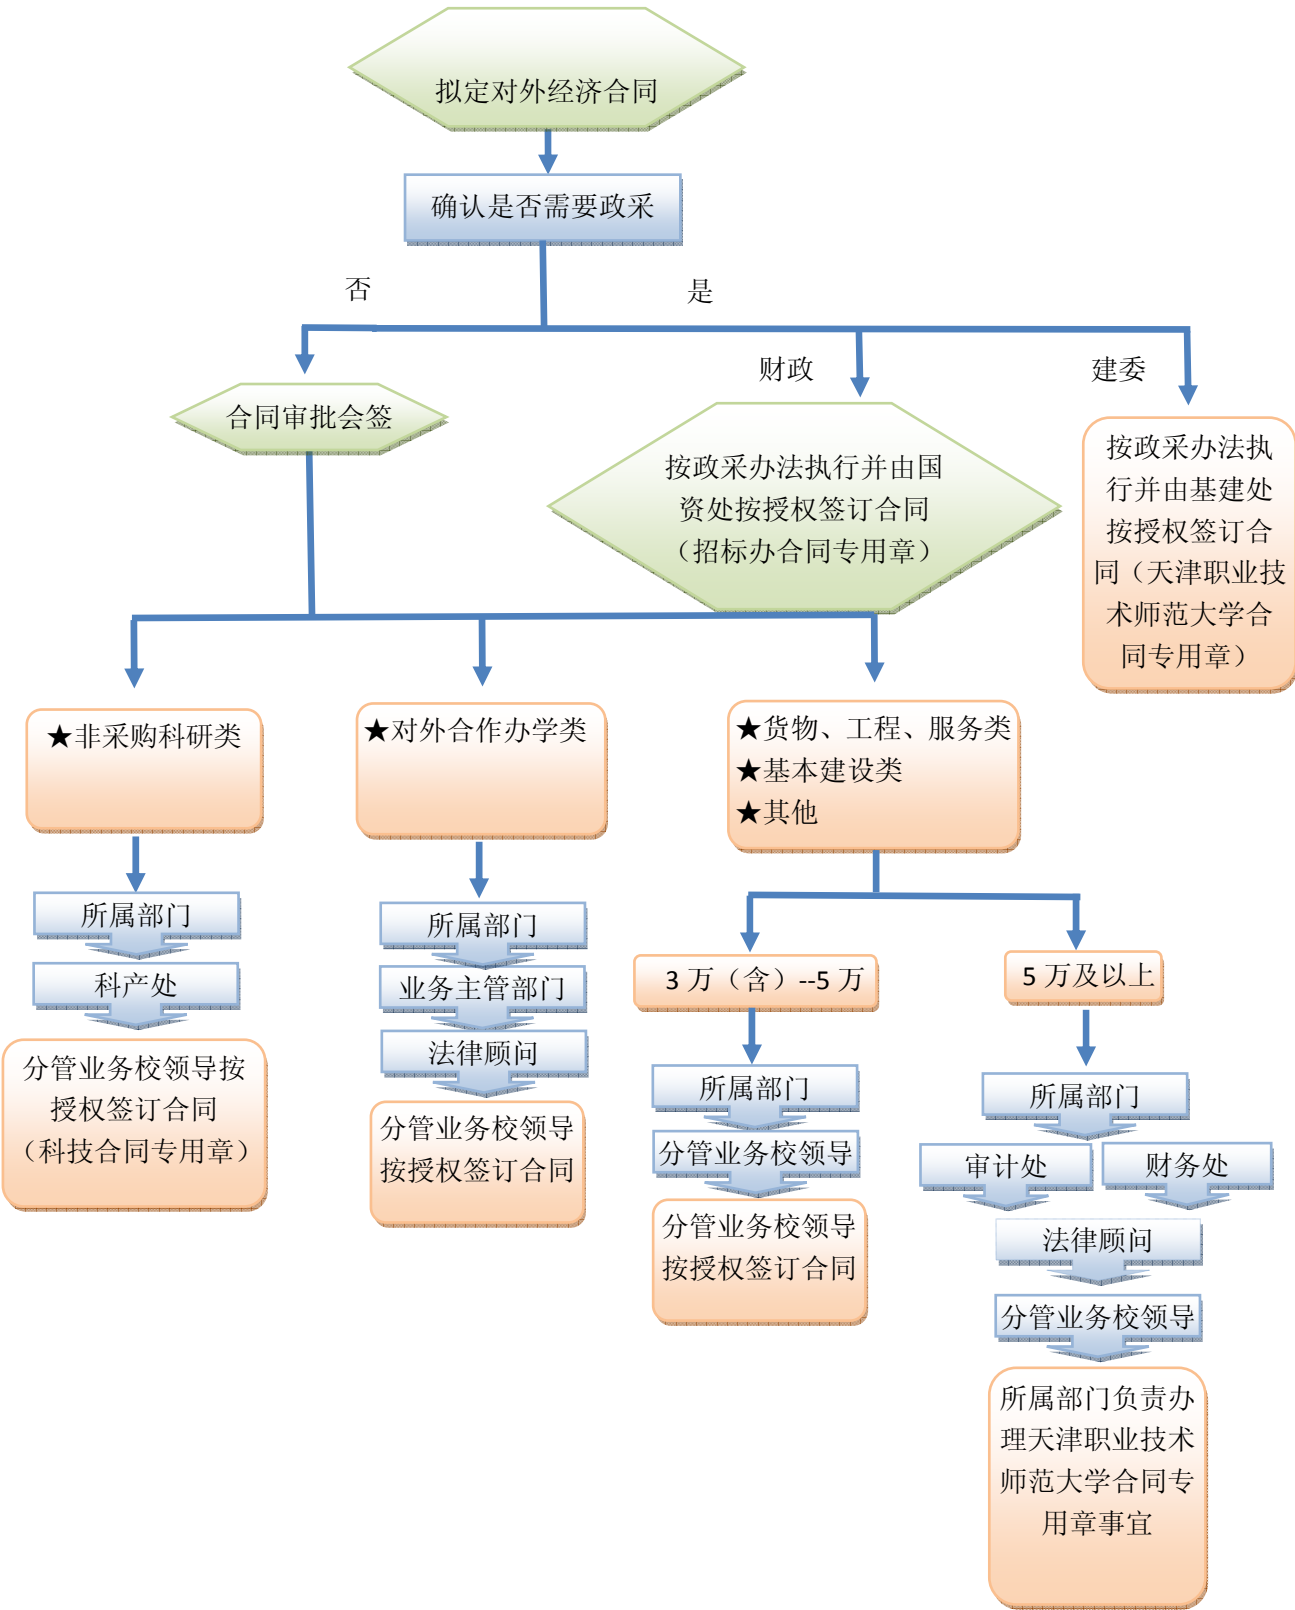 拟定对外经济合同
确认是否需要政采
否
是
财政
建委
合同审批会签
按政采办法执行并由国
资处按授权签订合同
（招标办合同专用章）
按政采办法执
行并由基建处
按授权签订合
同（天津职业技
术师范大学合
同专用章）
★非采购科研类
★对外合作办学类
★货物、工程、服务类
★基本建设类
★其他
所属部门
科产处
分管业务校领导按
授权签订合同
（科技合同专用章）
所属部门
业务主管部门
法律顾问
分管业务校领导
按授权签订合同
3 万（含）--5 万
所属部门
分管业务校领导
分管业务校领导
按授权签订合同
5 万及以上
所属部门
审计处
财务处
法律顾问
分管业务校领导
所属部门负责办
理天津职业技术
师范大学合同专
用章事宜